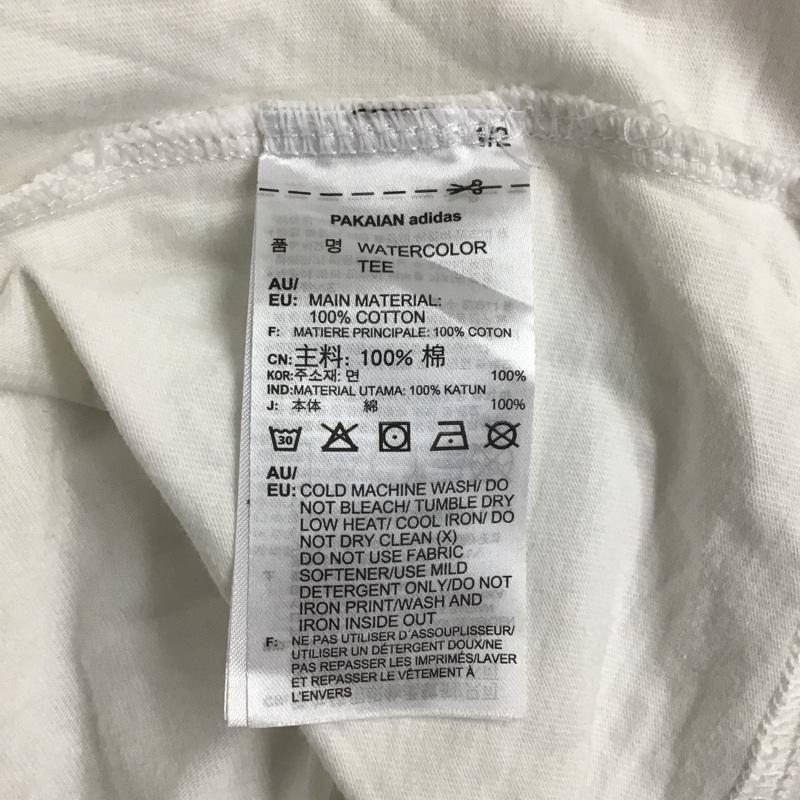 1/2
PAKAIAN adidas
품 명 WATERCOLOR
TEE
AU/
EU: MAIN MATERIAL:
100% COTTON
F: MATIERE PRINCIPALE: 100% COTON
CN:主料: 100% 棉
KOR:주소재: 면 100%
IND:MATERIAL UTAMA: 100% KATUN
J: 本体 綿 100%
30
AU/
EU: COLD MACHINE WASH/ DO
NOT BLEACH/ TUMBLE DRY
LOW HEAT/ COOL IRON/ DO
NOT DRY CLEAN (X)
DO NOT USE FABRIC
SOFTENER/USE MILD
DETERGENT ONLY/DO NOT
IRON PRINT/WASH AND
IRON INSIDE OUT
F: NE PAS UTILISER D'ASSOUPLISSEUR/
UTILISER UN DÉTERGENT DOUX/NE
PAS REPASSER LES IMPRIMÉS/LAVER
ET REPASSER LE VÊTEMENT À
L'ENVERS